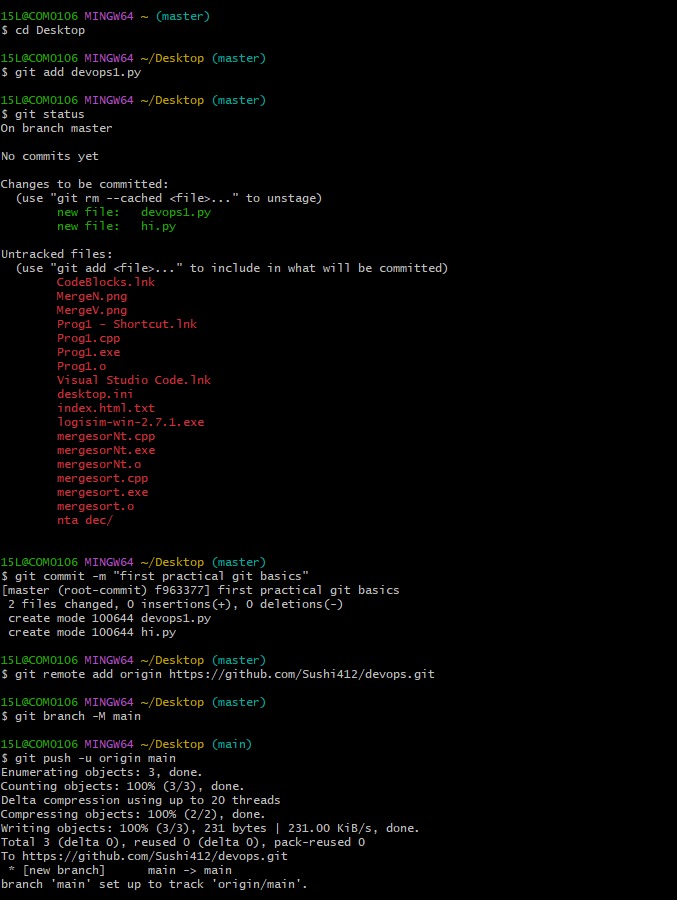 15L@COMO106 MINGW64 ~ (master)
$ cd Desktop
15L@COMO106 MINGW64 ~/Desktop (master)
$ git add devops1.py
15L@COMO106 MINGW64 ~/Desktop (master)
$ git status
On branch master
No commits yet
Changes to be committed:
  (use "git rm --cached <file>..." to unstage)
        new file:   devops1.py
        new file:   hi.py
Untracked files:
  (use "git add <file>..." to include in what will be committed)
        CodeBlocks.lnk
        MergeN.png
        MergeV.png
        Prog1 - Shortcut.lnk
        Prog1.cpp
        Prog1.exe
        Prog1.o
        Visual Studio Code.lnk
        desktop.ini
        index.html.txt
        logisim-win-2.7.1.exe
        mergesorNt.cpp
        mergesorNt.exe
        mergesorNt.o
        mergesort.cpp
        mergesort.exe
        mergesort.o
        nta dec/
15L@COMO106 MINGW64 ~/Desktop (master)
$ git commit -m "first practical git basics"
[master (root-commit) f963377] first practical git basics
 2 files changed, 0 insertions(+), 0 deletions(-)
 create mode 100644 devops1.py
 create mode 100644 hi.py
15L@COMO106 MINGW64 ~/Desktop (master)
$ git remote add origin https://github.com/Sushi412/devops.git
15L@COMO106 MINGW64 ~/Desktop (master)
$ git branch -M main
15L@COMO106 MINGW64 ~/Desktop (main)
$ git push -u origin main
Enumerating objects: 3, done.
Counting objects: 100% (3/3), done.
Delta compression using up to 20 threads
Compressing objects: 100% (2/2), done.
Writing objects: 100% (3/3), 231 bytes | 231.00 KiB/s, done.
Total 3 (delta 0), reused 0 (delta 0), pack-reused 0
To https://github.com/Sushi412/devops.git
 * [new branch]      main -> main
branch 'main' set up to track 'origin/main'.